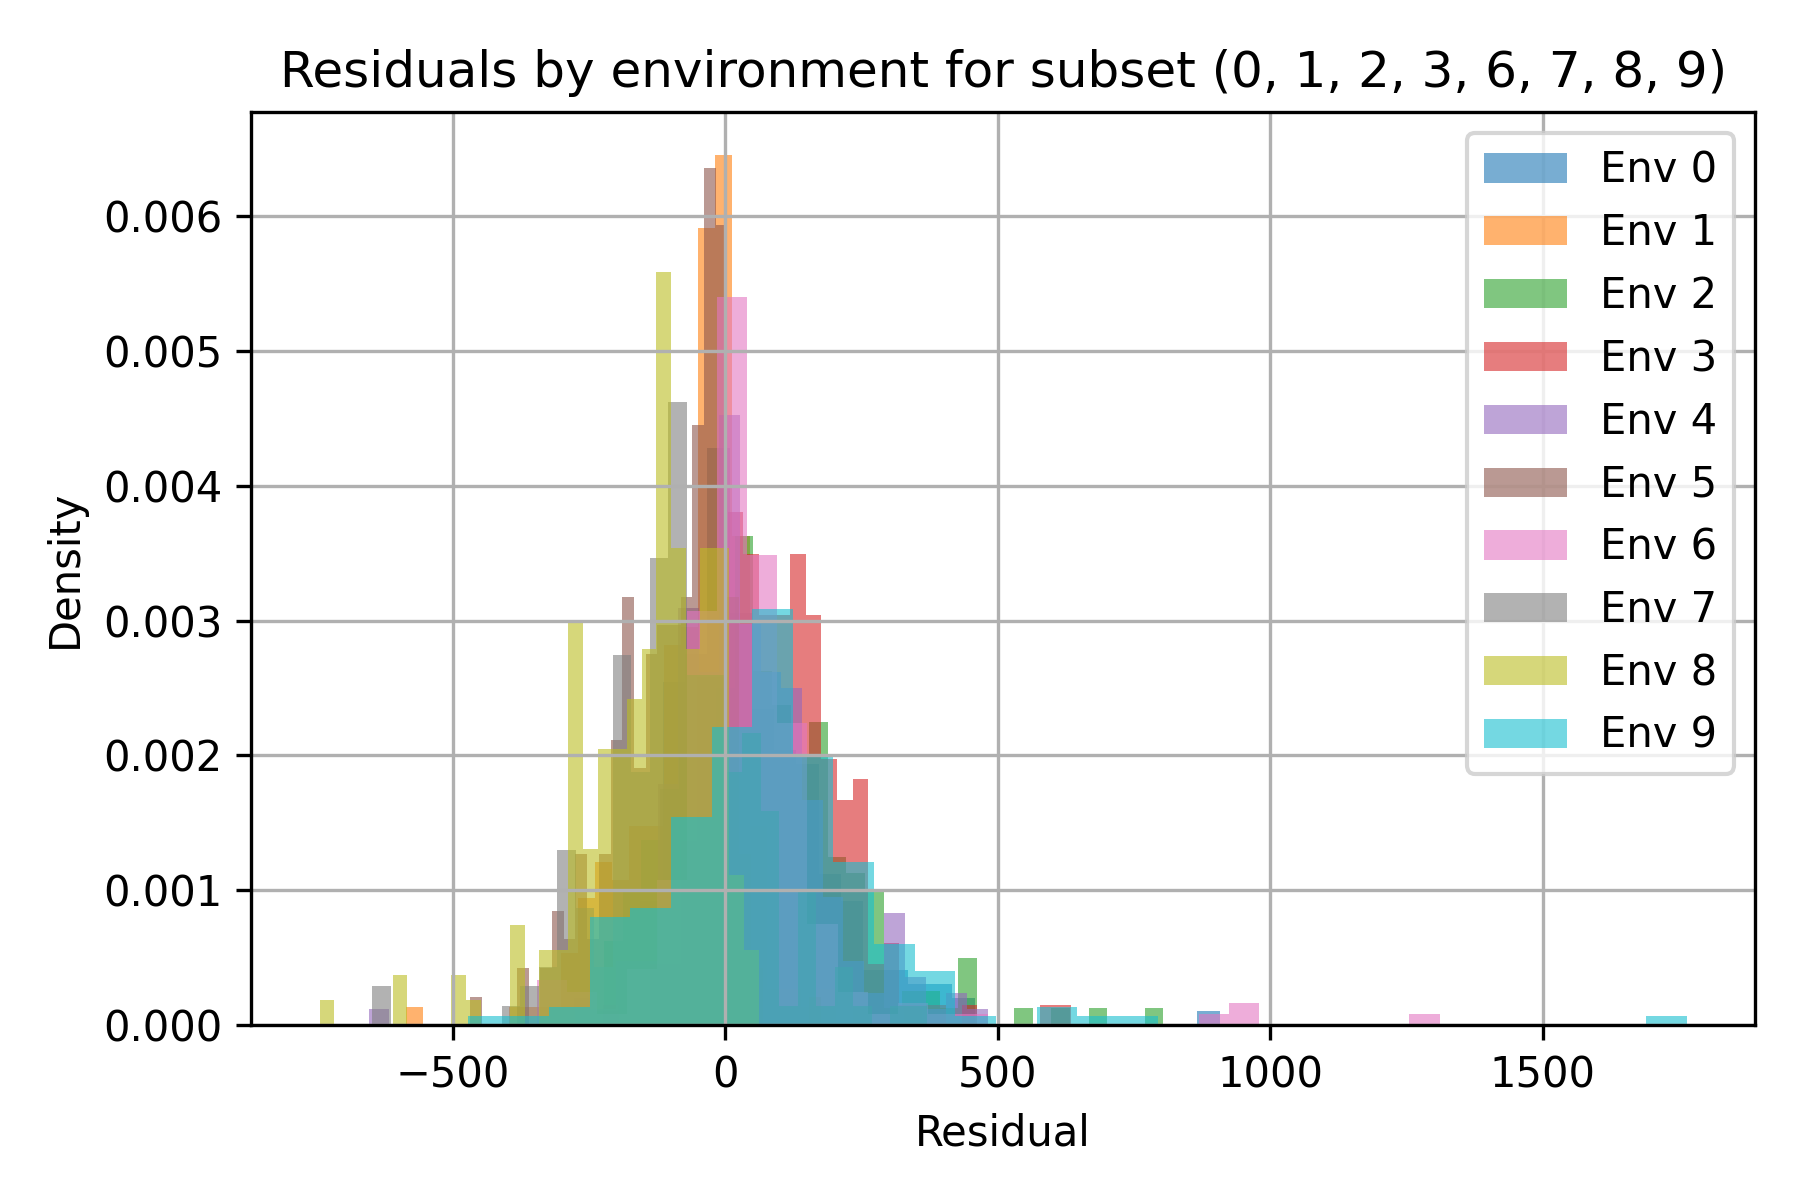 Residuals by environment for subset (0, 1, 2, 3, 6, 7, 8, 9)
Env 0
Env 1
Env 2
Env 3
Env 4
Env 5
Env 6
Env 7
Env 8
Env 9
0.006
0.005
0.004
0.003
0.002
0.001
0.000
Density
−500
0
500
1000
1500
Residual